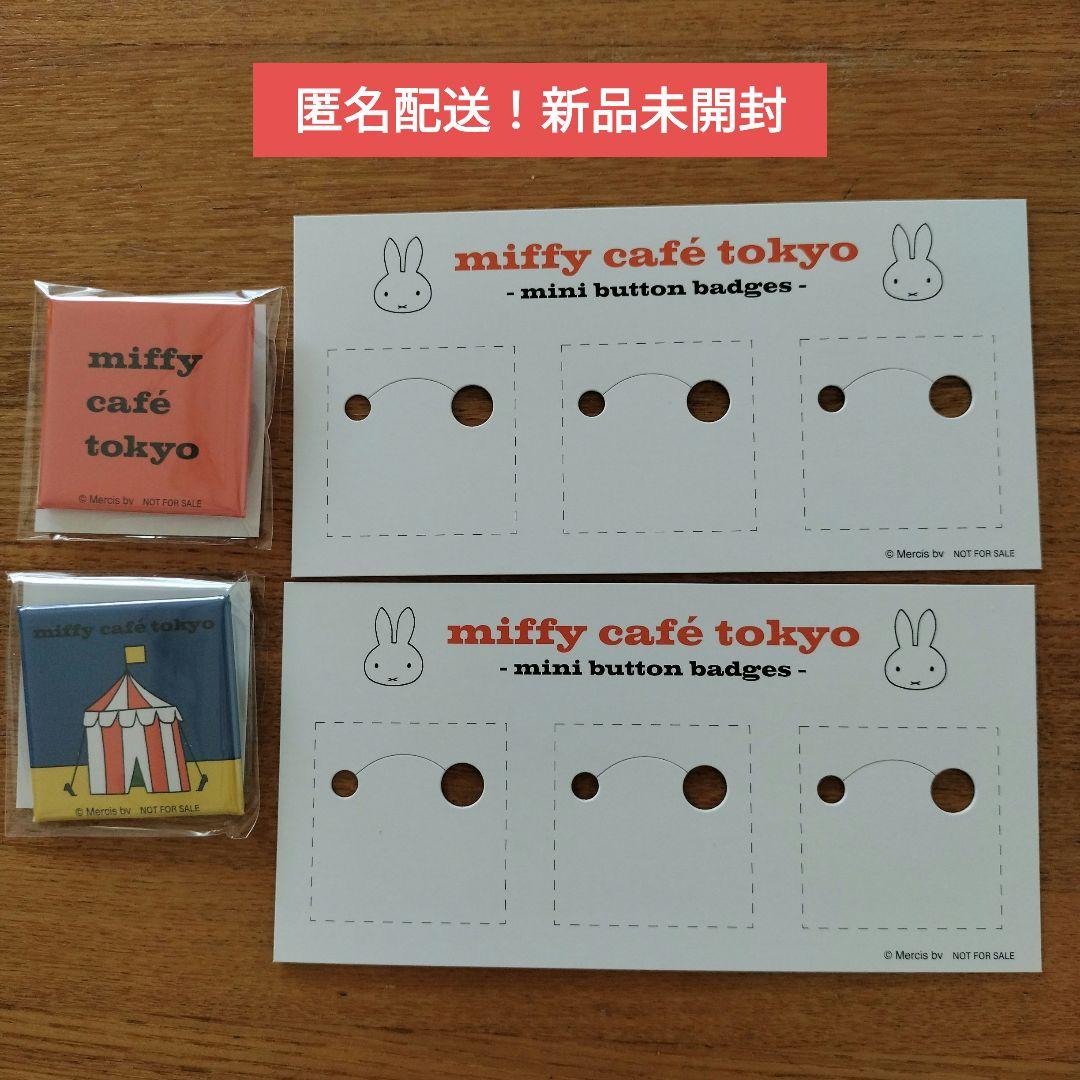 匿名配送！新品未開封
miffy café tokyo
- mini button badges -
© Mercis bv NOT FOR SALE
miffy
café
tokyo
© Mercis bv NOT FOR SALE
miffy café tokyo
- mini button badges -
© Mercis bv NOT FOR SALE
miffy café tokyo
© Mercis bv NOT FOR SALE